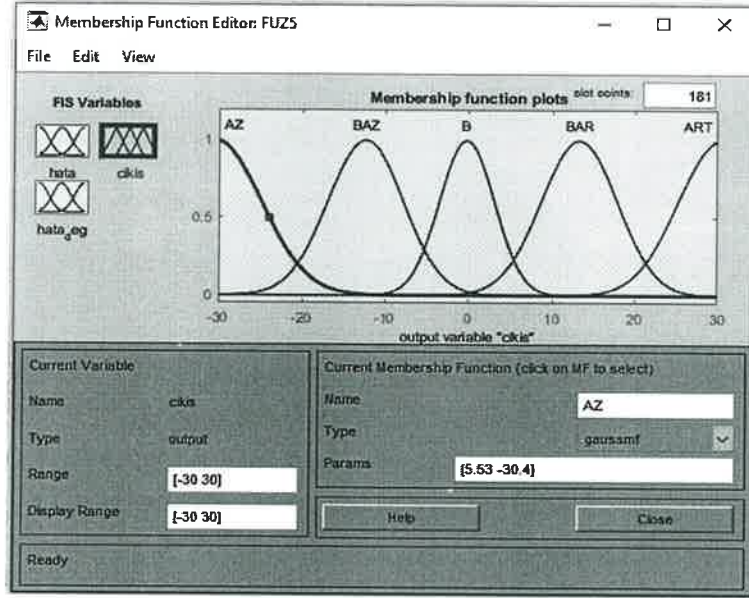 Membership Function Editor: FUZ5
File Edit View
FIS Variables
hata
cikis
hata_deg
Membership function plots
plot points:
181
AZ BAZ B BAR ART
1
0.5
0
-30 -20 -10 0 10 20 30
output variable "cikis"
Current Variable
Name cikis
Type output
Range [-30 30]
Display Range [-30 30]
Current Membership Function (click on MF to select)
Name AZ
Type gaussmf
Params [5.53 -30.4]
Help Close
Ready